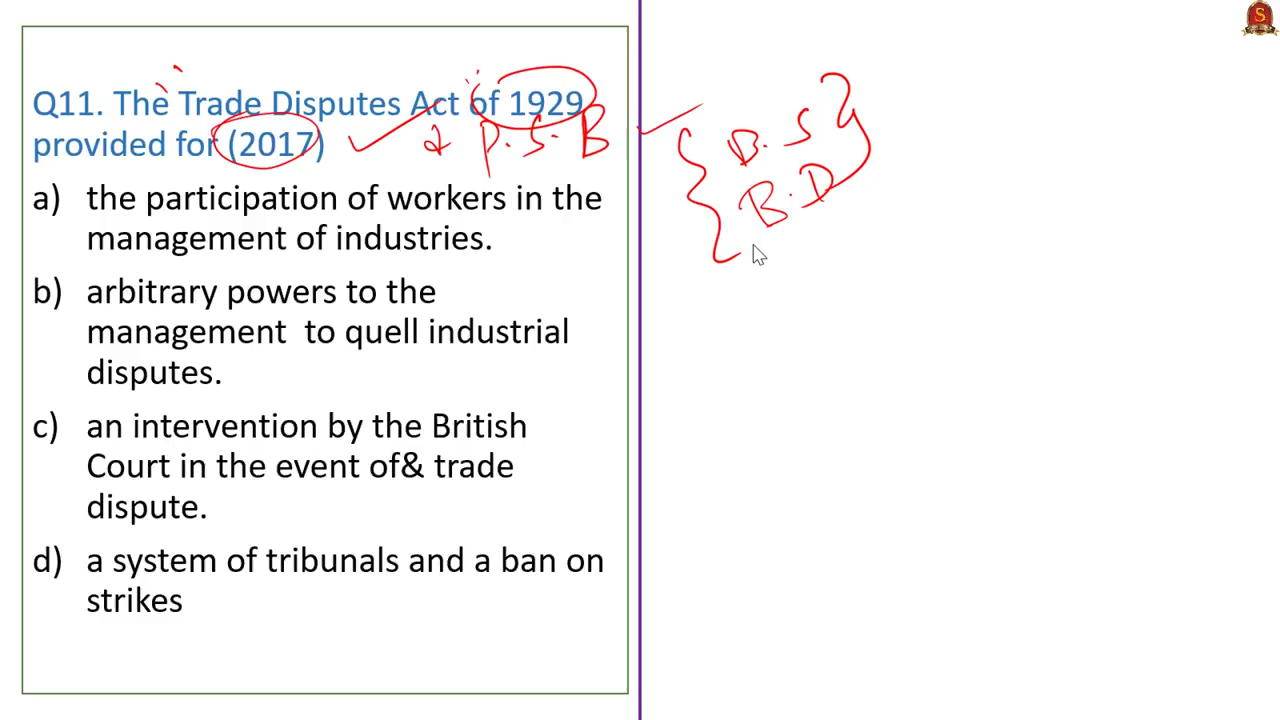 Q11. The Trade Disputes Act of 1929
provided for (2017)
& P. S. B
a) the participation of workers in the
management of industries.
b) arbitrary powers to the
management to quell industrial
disputes.
c) an intervention by the British
Court in the event of& trade
dispute.
d) a system of tribunals and a ban on
strikes
B. S
B. D
S